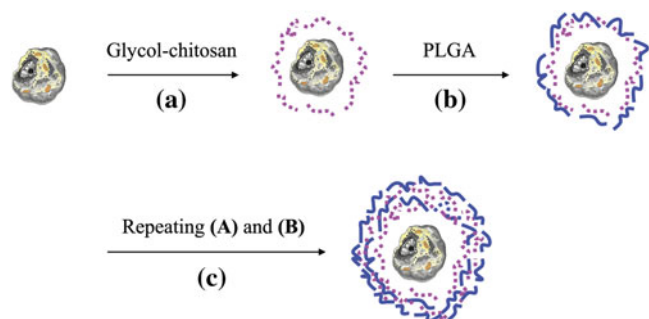 Glycol-chitosan
(a)
PLGA
(b)
Repeating (A) and (B)
(c)